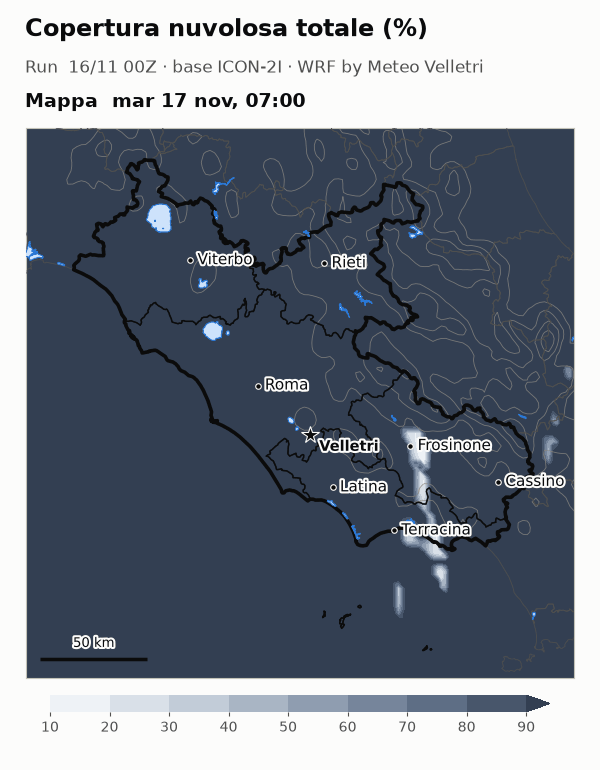 Copertura nuvolosa totale (%)
Run 16/11 00Z · base ICON-2I · WRF by Meteo Velletri
Mappa mar 17 nov, 07:00
Viterbo
Rieti
Roma
Velletri
Frosinone
Latina
Cassino
Terracina
50 km
10 20 30 40 50 60 70 80 90